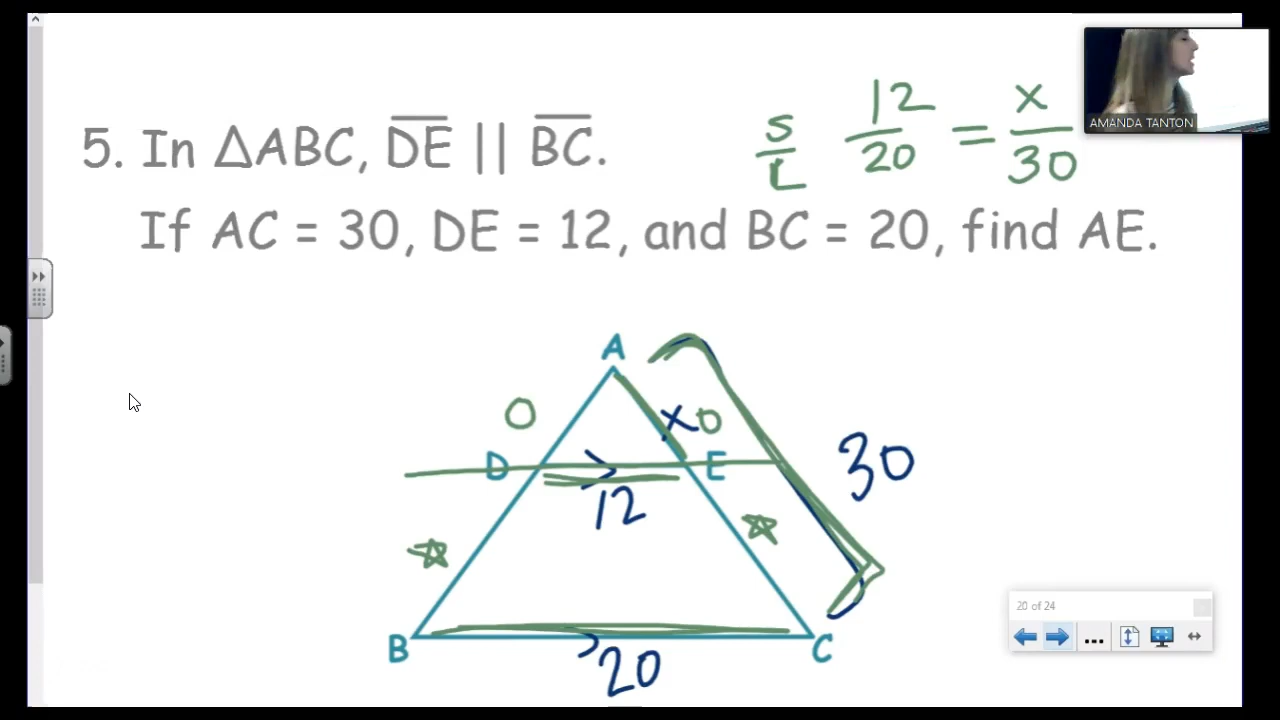 5. In ΔABC, DE || BC.
If AC = 30, DE = 12, and BC = 20, find AE.
S/L 12/20 = x/30
AMANDA TANTON
A
O
x O
D
E
12
30
B
C
20
20 of 24
...